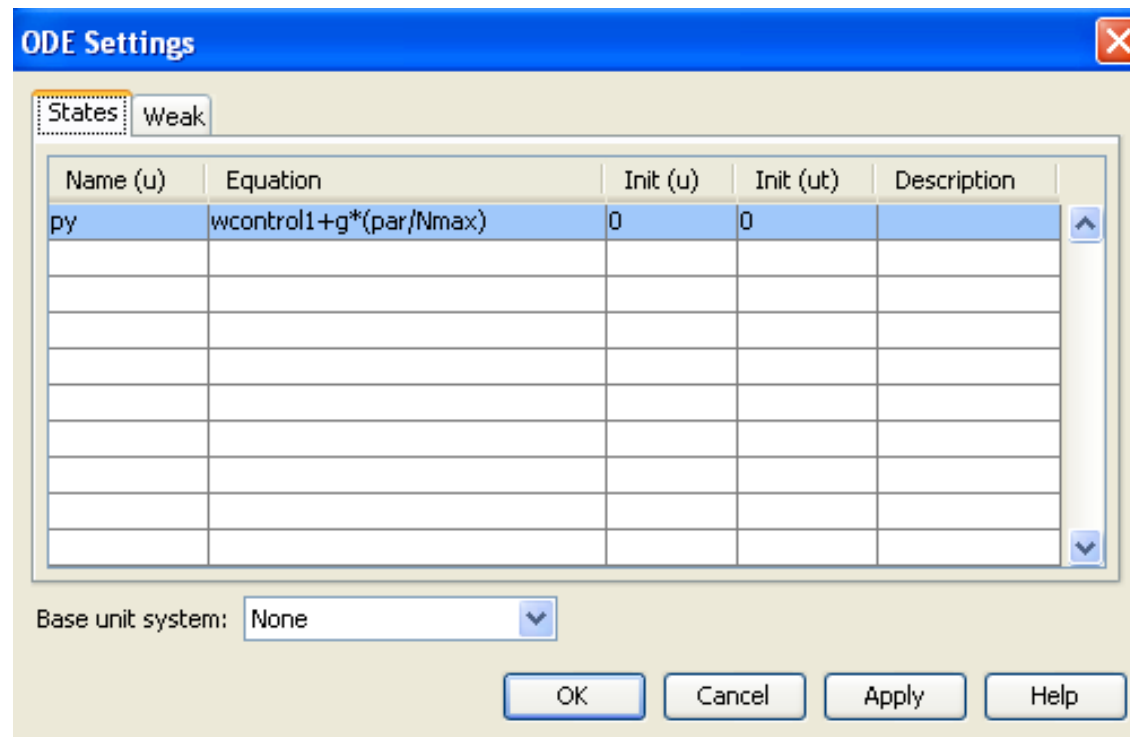 ODE Settings
States Weak
Name (u) Equation Init (u) Init (ut) Description
py wcontrol1+g*(par/Nmax) 0 0
Base unit system: None
OK Cancel Apply Help